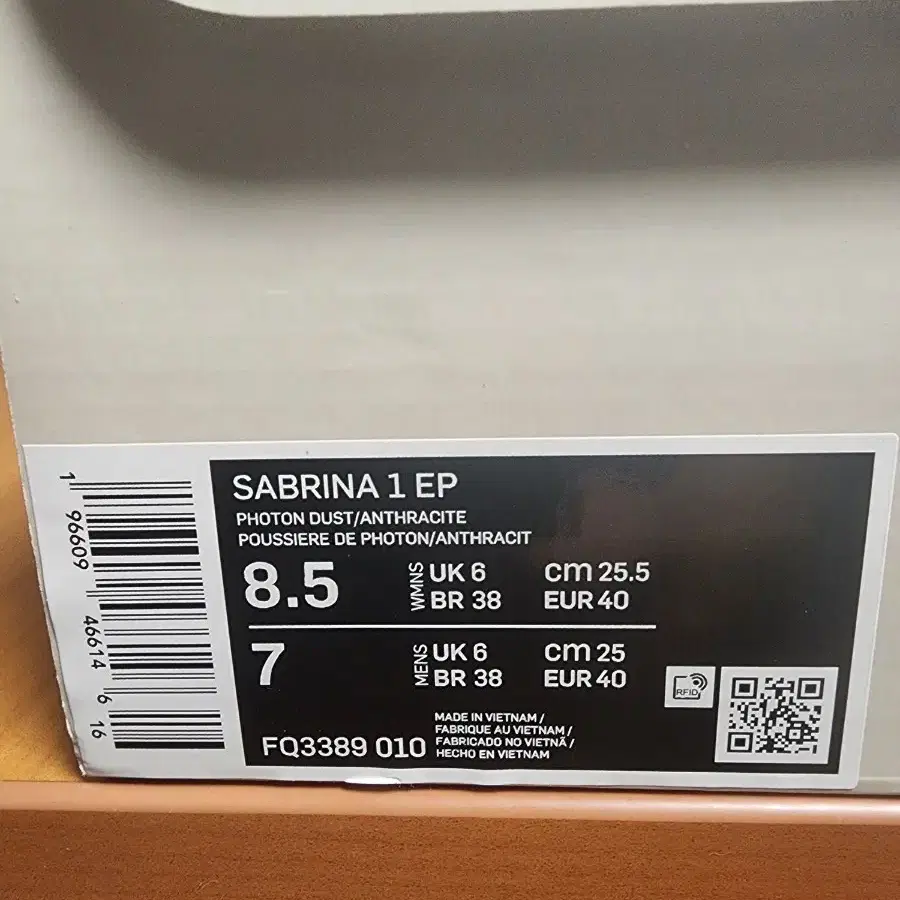 1 96609 46614 6 16
SABRINA 1 EP
PHOTON DUST/ANTHRACITE
POUSSIERE DE PHOTON/ANTHRACIT
8.5 WMNS UK 6 cm 25.5
BR 38 EUR 40
7 MENS UK 6 cm 25
BR 38 EUR 40
RFID
MADE IN VIETNAM /
FABRIQUE AU VIETNAM /
FABRICADO NO VIETNÃ /
HECHO EN VIETNAM
FQ3389 010